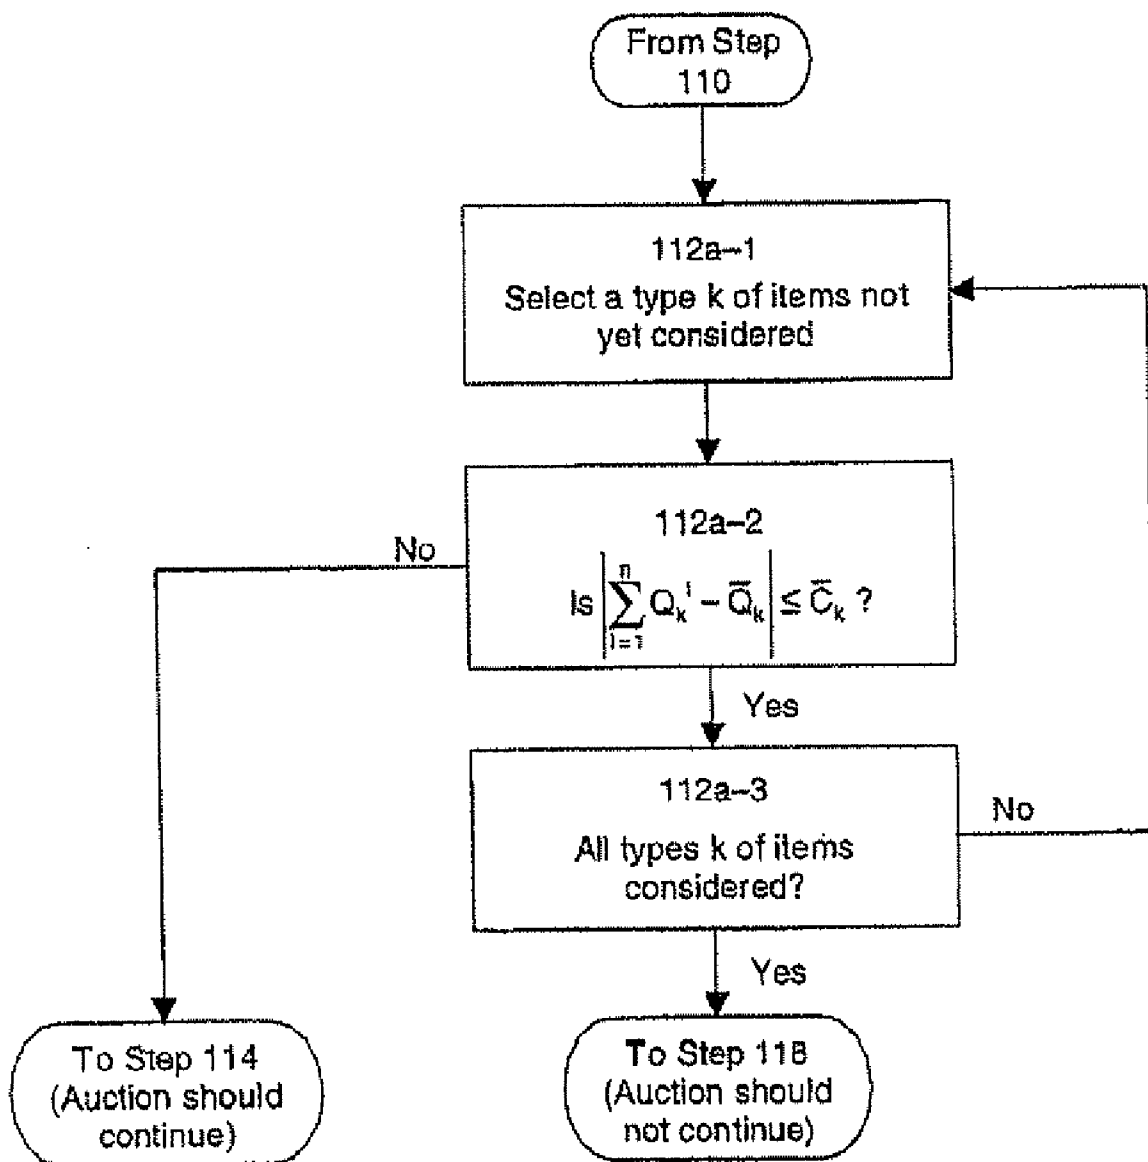 From Step
110
112a–1
Select a type k of items not
yet considered
112a–2
No
Is |∑_{i=1}^{n} Q_k^i – Q̅_k| ≦ C̅_k ?
Yes
112a–3
All types k of items
considered?
No
Yes
To Step 114
(Auction should
continue)
To Step 118
(Auction should
not continue)